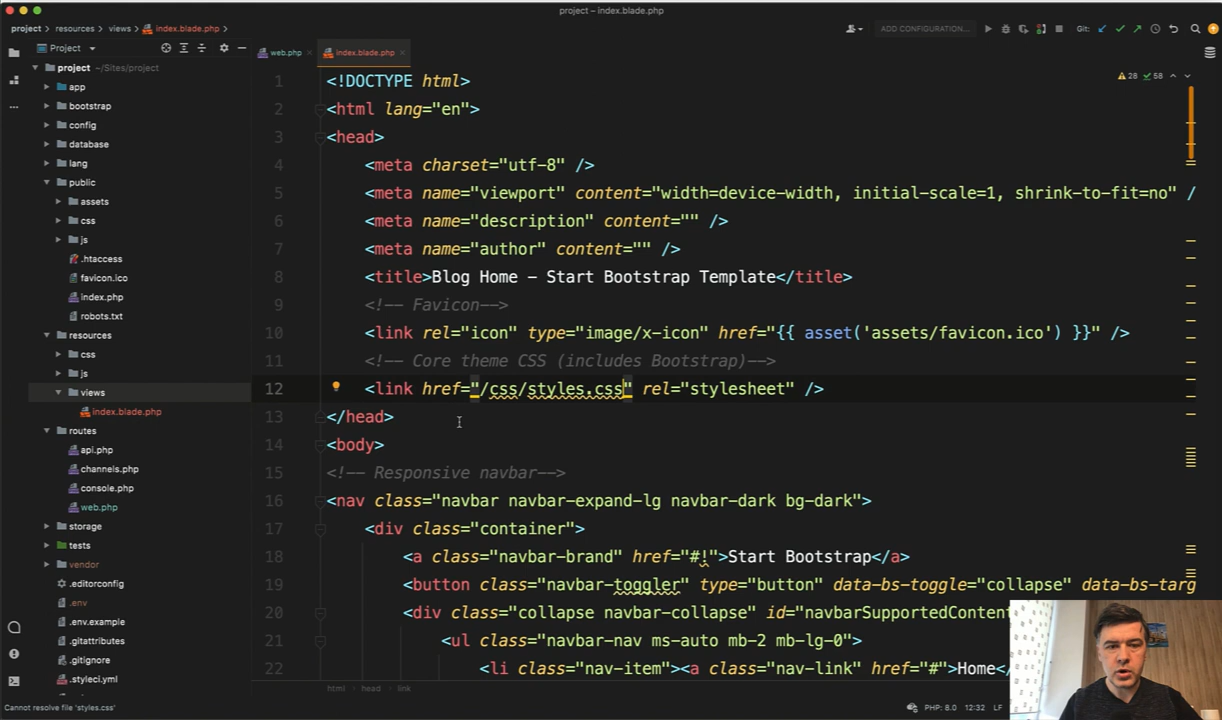 project – index.blade.php
project › resources › views › index.blade.php
ADD CONFIGURATION...
Git:
Project
web.php
index.blade.php
project ~/Sites/project
app
bootstrap
config
database
lang
public
assets
css
js
.htaccess
favicon.ico
index.php
robots.txt
resources
css
js
views
index.blade.php
routes
api.php
channels.php
console.php
web.php
storage
tests
vendor
.editorconfig
.env
.env.example
.gitattributes
.gitignore
.styleci.yml
28 58
1 <!DOCTYPE html>
2 <html lang="en">
3 <head>
4 <meta charset="utf-8" />
5 <meta name="viewport" content="width=device-width, initial-scale=1, shrink-to-fit=no" /
6 <meta name="description" content="" />
7 <meta name="author" content="" />
8 <title>Blog Home - Start Bootstrap Template</title>
9 <!-- Favicon-->
10 <link rel="icon" type="image/x-icon" href="{{ asset('assets/favicon.ico') }}" />
11 <!-- Core theme CSS (includes Bootstrap)-->
12 <link href="/css/styles.css" rel="stylesheet" />
13 </head>
14 <body>
15 <!-- Responsive navbar-->
16 <nav class="navbar navbar-expand-lg navbar-dark bg-dark">
17 <div class="container">
18 <a class="navbar-brand" href="#!">Start Bootstrap</a>
19 <button class="navbar-toggler" type="button" data-bs-toggle="collapse" data-bs-targ
20 <div class="collapse navbar-collapse" id="navbarSupportedContent
21 <ul class="navbar-nav ms-auto mb-2 mb-lg-0">
22 <li class="nav-item"><a class="nav-link" href="#">Home</
html › head › link
Cannot resolve file 'styles.css'
PHP: 8.0 12:32 LF